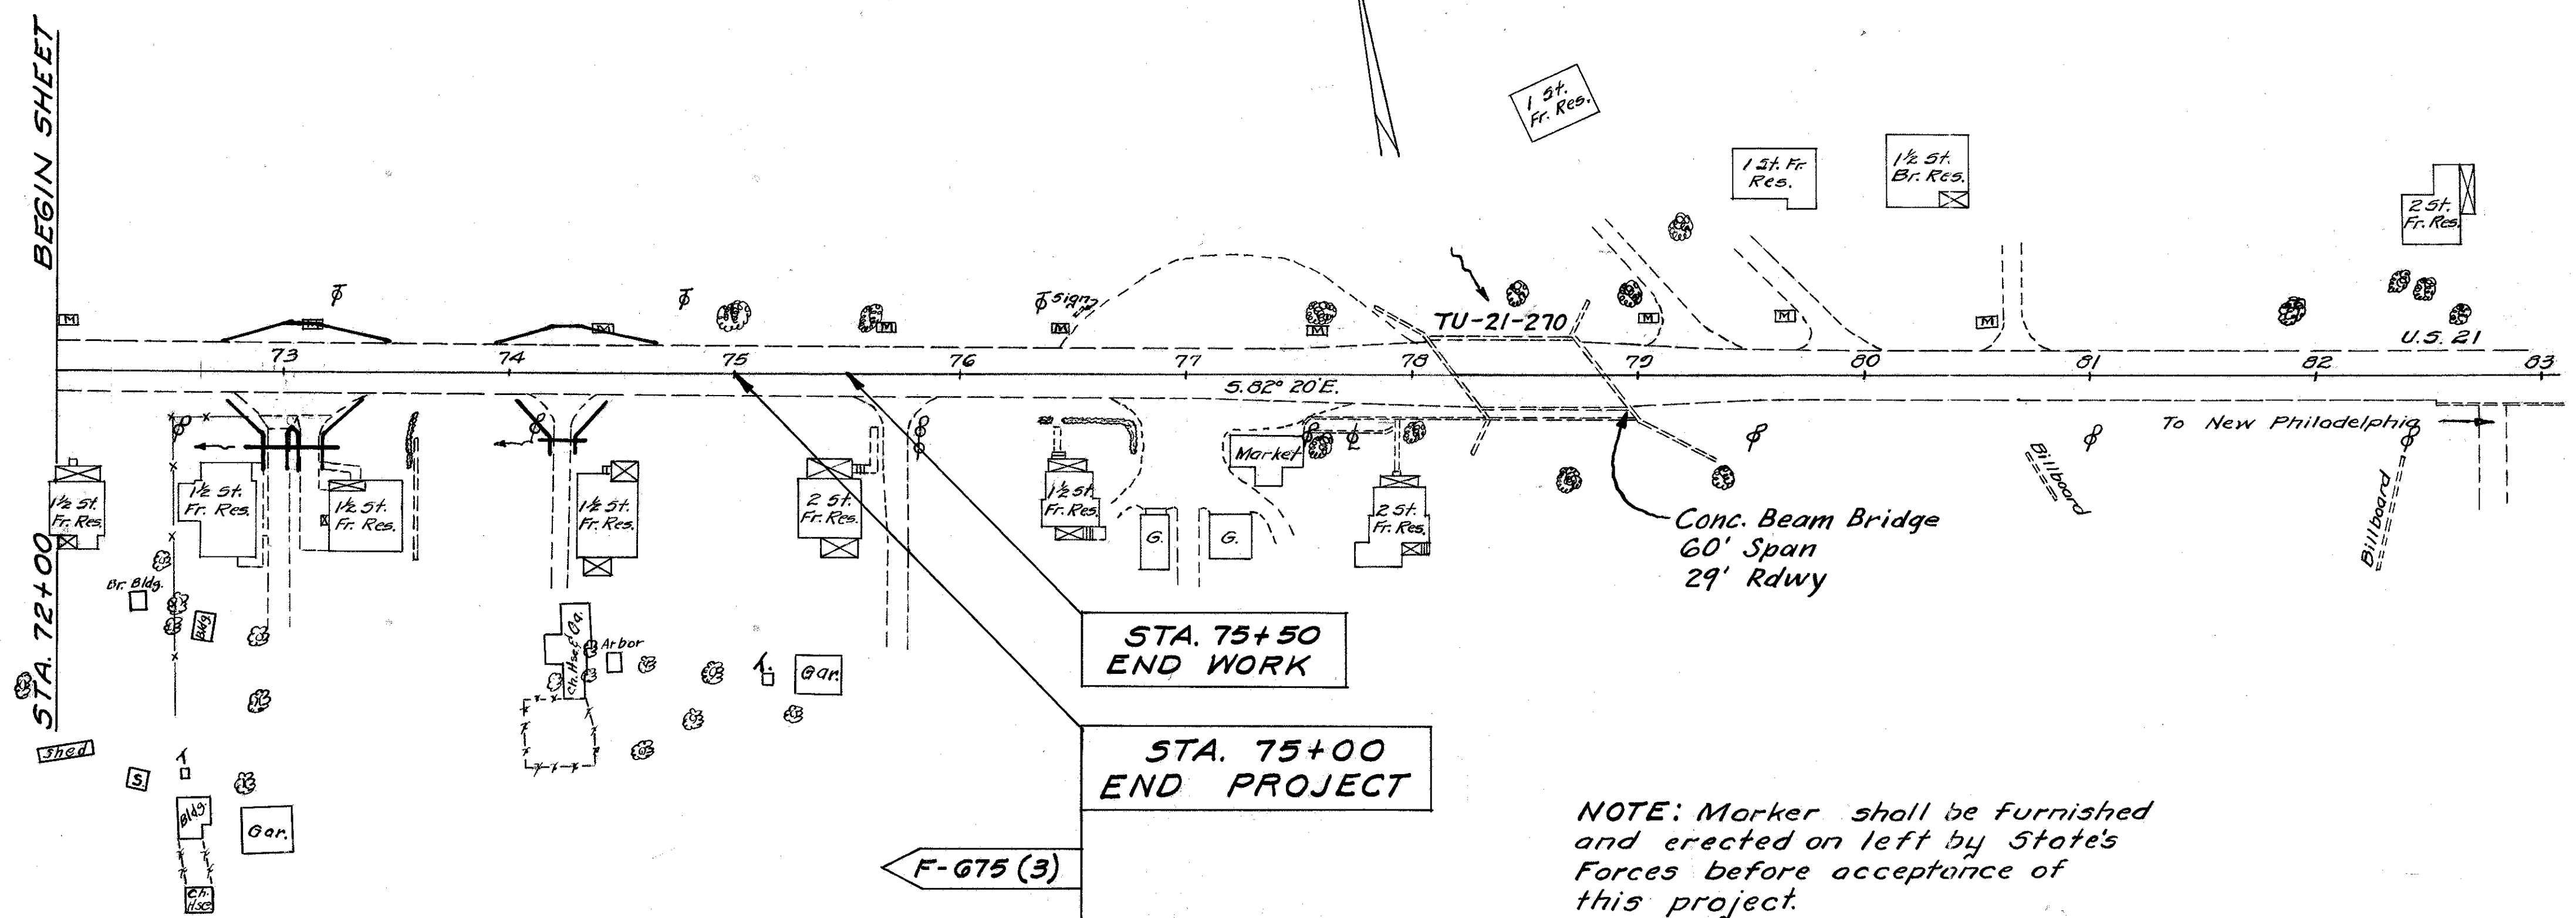 BEGIN SHEET
STA. 72+00
1 St.
Fr. Res.
1 St. Fr.
Res.
1½ St.
Br. Res.
2 St.
Fr. Res.
M
M
M
M
Sign
M
M
TU-21-270
M
M
M
U.S. 21
73
74
75
76
77
78
79
80
81
82
83
S.82° 20'E.
To New Philadelphia
1½ St.
Fr. Res.
1½ St.
Fr. Res.
1½ St.
Fr. Res.
1½ St.
Fr. Res.
2 St.
Fr. Res.
1½ St.
Fr. Res.
Market
2 St.
Fr. Res.
G.
G.
Billboard
Billboard
Conc. Beam Bridge
60' Span
29' Rdwy
Br. Bldg.
Bldg
Ch. Hse & Ga.
Arbor
Gar.
STA. 75+50
END WORK
STA. 75+00
END PROJECT
Shed
S.
Bldg.
Gar.
Ch.
Hse
F-675 (3)
NOTE: Marker shall be furnished
and erected on left by State's
Forces before acceptance of
this project.